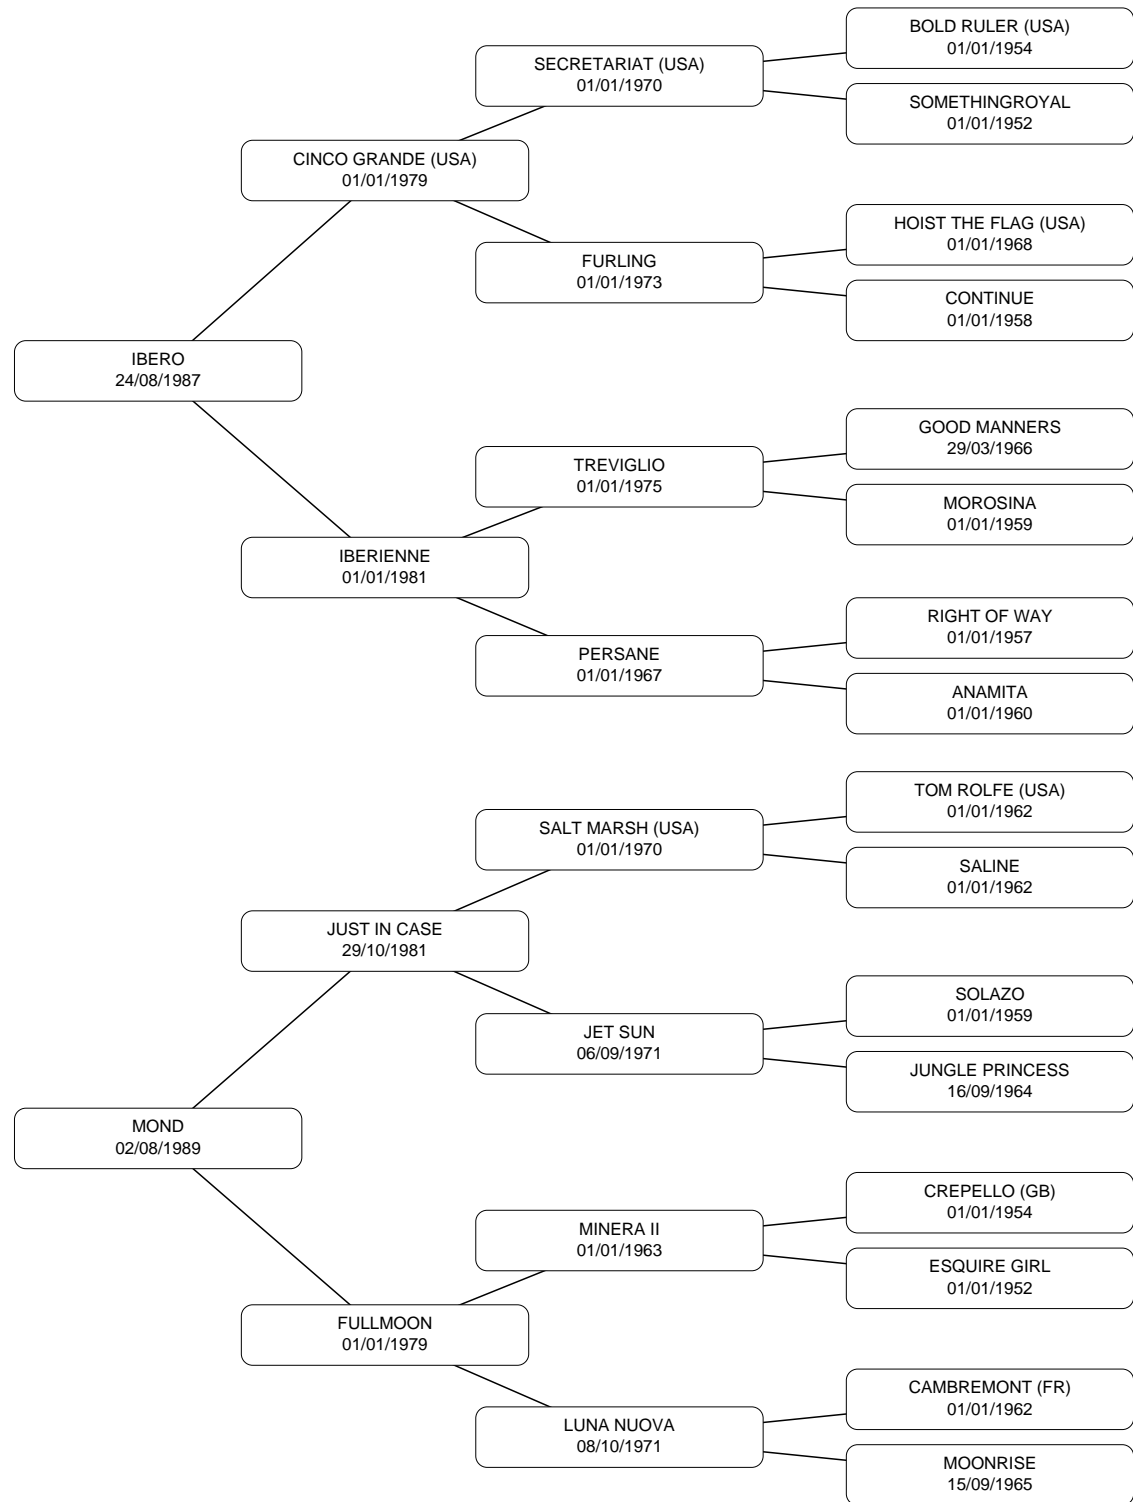 BOLD RULER (USA)
01/01/1954
SECRETARIAT (USA)
01/01/1970
SOMETHINGROYAL
01/01/1952
CINCO GRANDE (USA)
01/01/1979
HOIST THE FLAG (USA)
01/01/1968
FURLING
01/01/1973
CONTINUE
01/01/1958
IBERO
24/08/1987
GOOD MANNERS
29/03/1966
TREVIGLIO
01/01/1975
MOROSINA
01/01/1959
IBERIENNE
01/01/1981
RIGHT OF WAY
01/01/1957
PERSANE
01/01/1967
ANAMITA
01/01/1960
TOM ROLFE (USA)
01/01/1962
SALT MARSH (USA)
01/01/1970
SALINE
01/01/1962
JUST IN CASE
29/10/1981
SOLAZO
01/01/1959
JET SUN
06/09/1971
JUNGLE PRINCESS
16/09/1964
MOND
02/08/1989
CREPELLO (GB)
01/01/1954
MINERA II
01/01/1963
ESQUIRE GIRL
01/01/1952
FULLMOON
01/01/1979
CAMBREMONT (FR)
01/01/1962
LUNA NUOVA
08/10/1971
MOONRISE
15/09/1965